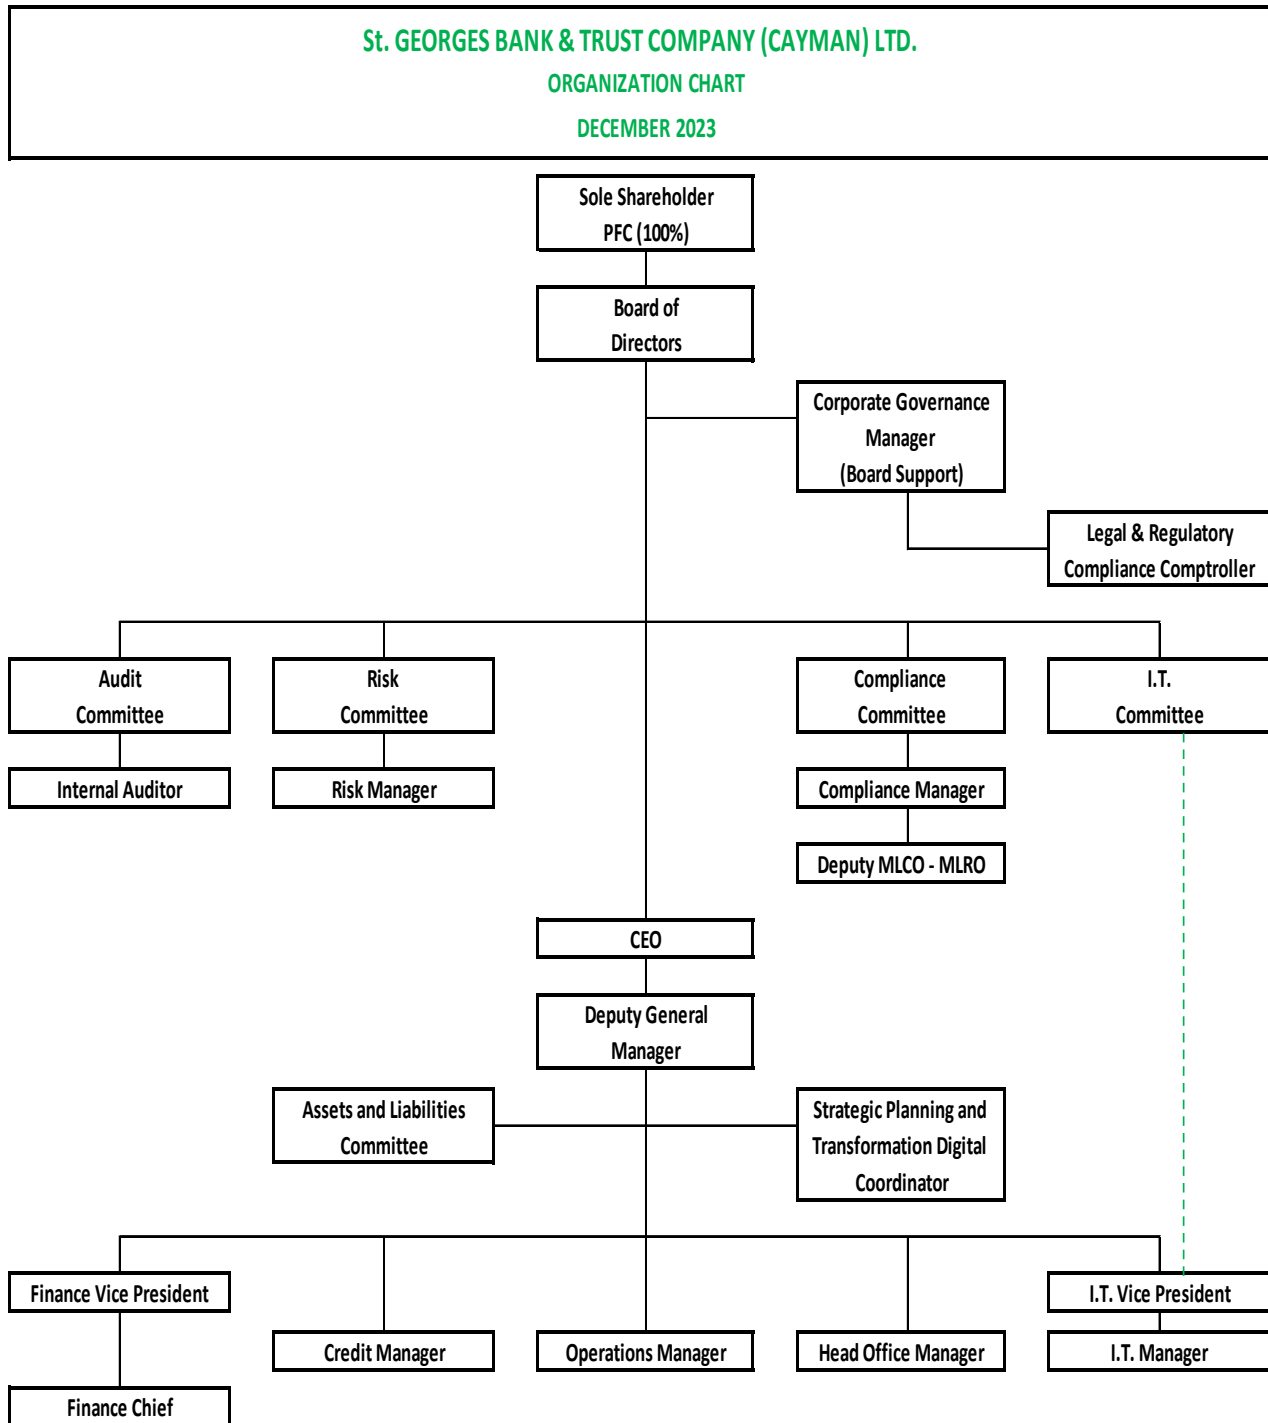 St. GEORGES BANK & TRUST COMPANY (CAYMAN) LTD.
ORGANIZATION CHART
DECEMBER 2023
Sole Shareholder
PFC (100%)
Board of
Directors
Corporate Governance
Manager
(Board Support)
Legal & Regulatory
Compliance Comptroller
Audit
Committee
Risk
Committee
Compliance
Committee
I.T.
Committee
Internal Auditor
Risk Manager
Compliance Manager
Deputy MLCO - MLRO
CEO
Deputy General
Manager
Assets and Liabilities
Committee
Strategic Planning and
Transformation Digital
Coordinator
Finance Vice President
I.T. Vice President
Credit Manager
Operations Manager
Head Office Manager
I.T. Manager
Finance Chief